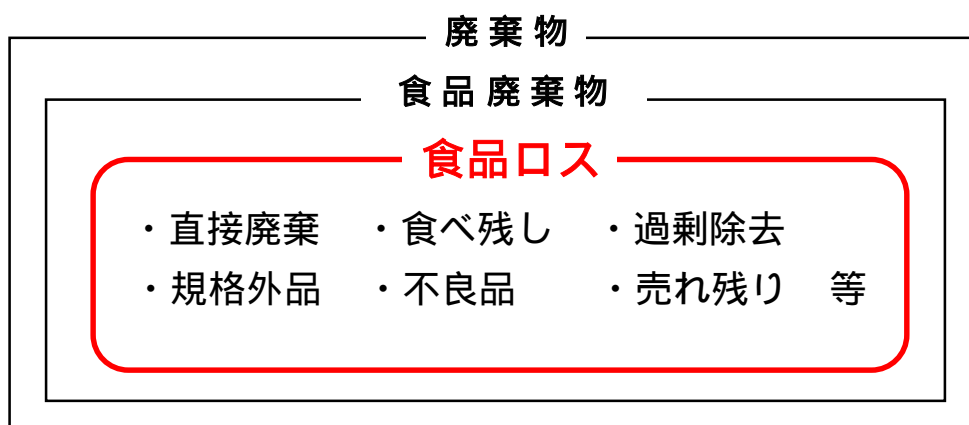 廃棄物
食品廃棄物
食品ロス
・直接廃棄　・食べ残し　・過剰除去
・規格外品　・不良品　・売れ残り　等